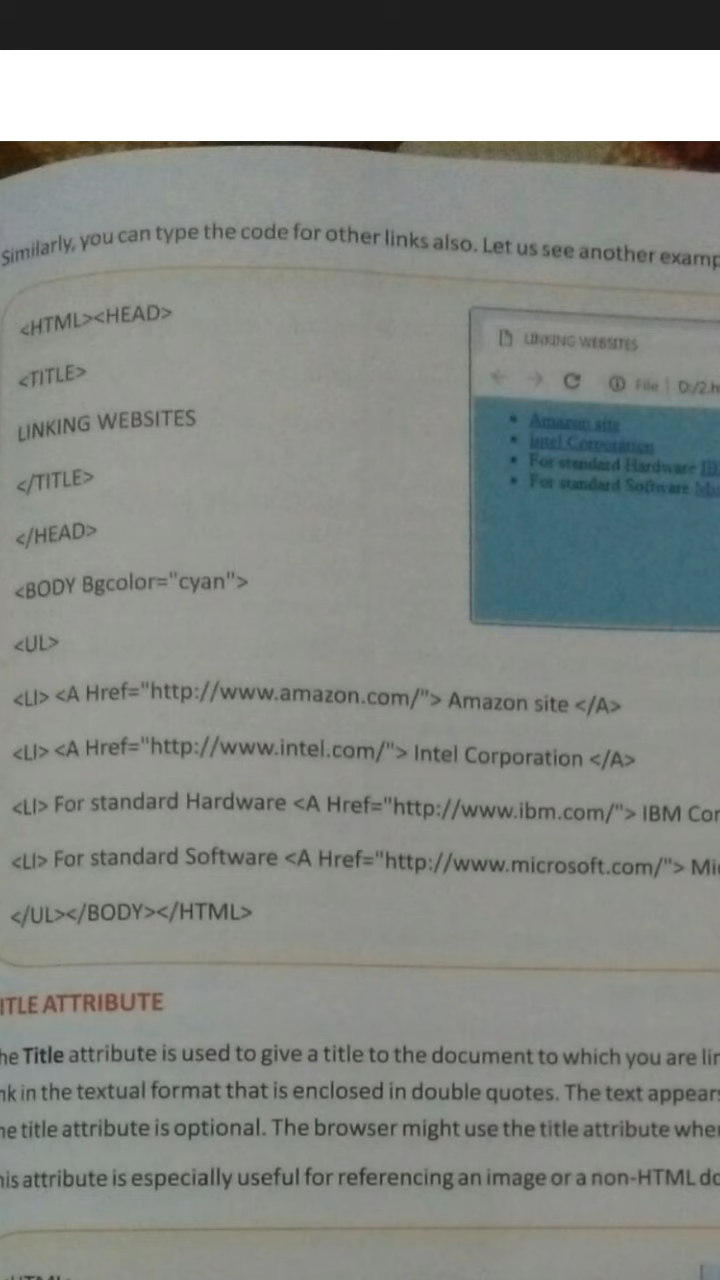 Similarly, you can type the code for other links also. Let us see another examp
<HTML><HEAD>
<TITLE>
LINKING WEBSITES
</TITLE>
</HEAD>
<BODY Bgcolor="cyan">
<UL>
<LI> <A Href="http://www.amazon.com/"> Amazon site </A>
<LI> <A Href="http://www.intel.com/"> Intel Corporation </A>
<LI> For standard Hardware <A Href="http://www.ibm.com/"> IBM Cor
<LI> For standard Software <A Href="http://www.microsoft.com/"> Mi
</UL></BODY></HTML>
LINKING WEBSITES
File | D:/2.h
Amazon site
Intel Corporation
For standard Hardware IB
For standard Software
ITLE ATTRIBUTE
he Title attribute is used to give a title to the document to which you are lin
nk in the textual format that is enclosed in double quotes. The text appears
he title attribute is optional. The browser might use the title attribute whe
his attribute is especially useful for referencing an image or a non-HTML do